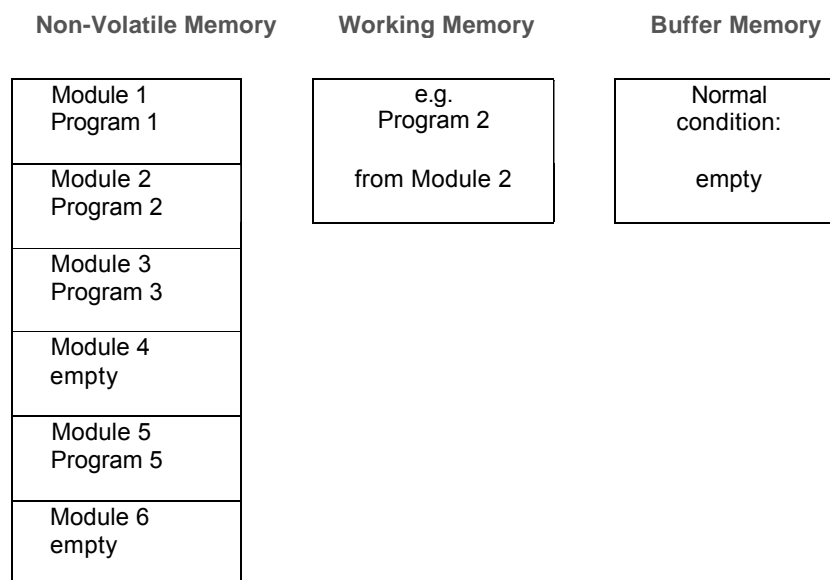 Non-Volatile Memory
Working Memory
Buffer Memory
Module 1
Program 1
Module 2
Program 2
Module 3
Program 3
Module 4
empty
Module 5
Program 5
Module 6
empty
e.g.
Program 2
from Module 2
Normal
condition:
empty